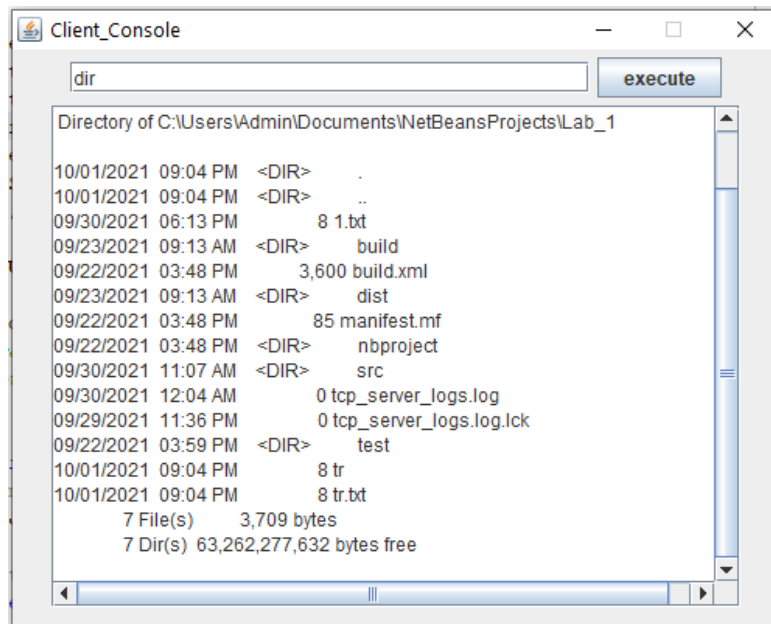 Client_Console
dir
execute
Directory of C:\Users\Admin\Documents\NetBeansProjects\Lab_1
10/01/2021 09:04 PM <DIR> .
10/01/2021 09:04 PM <DIR> ..
09/30/2021 06:13 PM 8 1.txt
09/23/2021 09:13 AM <DIR> build
09/22/2021 03:48 PM 3,600 build.xml
09/23/2021 09:13 AM <DIR> dist
09/22/2021 03:48 PM 85 manifest.mf
09/22/2021 03:48 PM <DIR> nbproject
09/30/2021 11:07 AM <DIR> src
09/30/2021 12:04 AM 0 tcp_server_logs.log
09/29/2021 11:36 PM 0 tcp_server_logs.log.lck
09/22/2021 03:59 PM <DIR> test
10/01/2021 09:04 PM 8 tr
10/01/2021 09:04 PM 8 tr.txt
7 File(s) 3,709 bytes
7 Dir(s) 63,262,277,632 bytes free